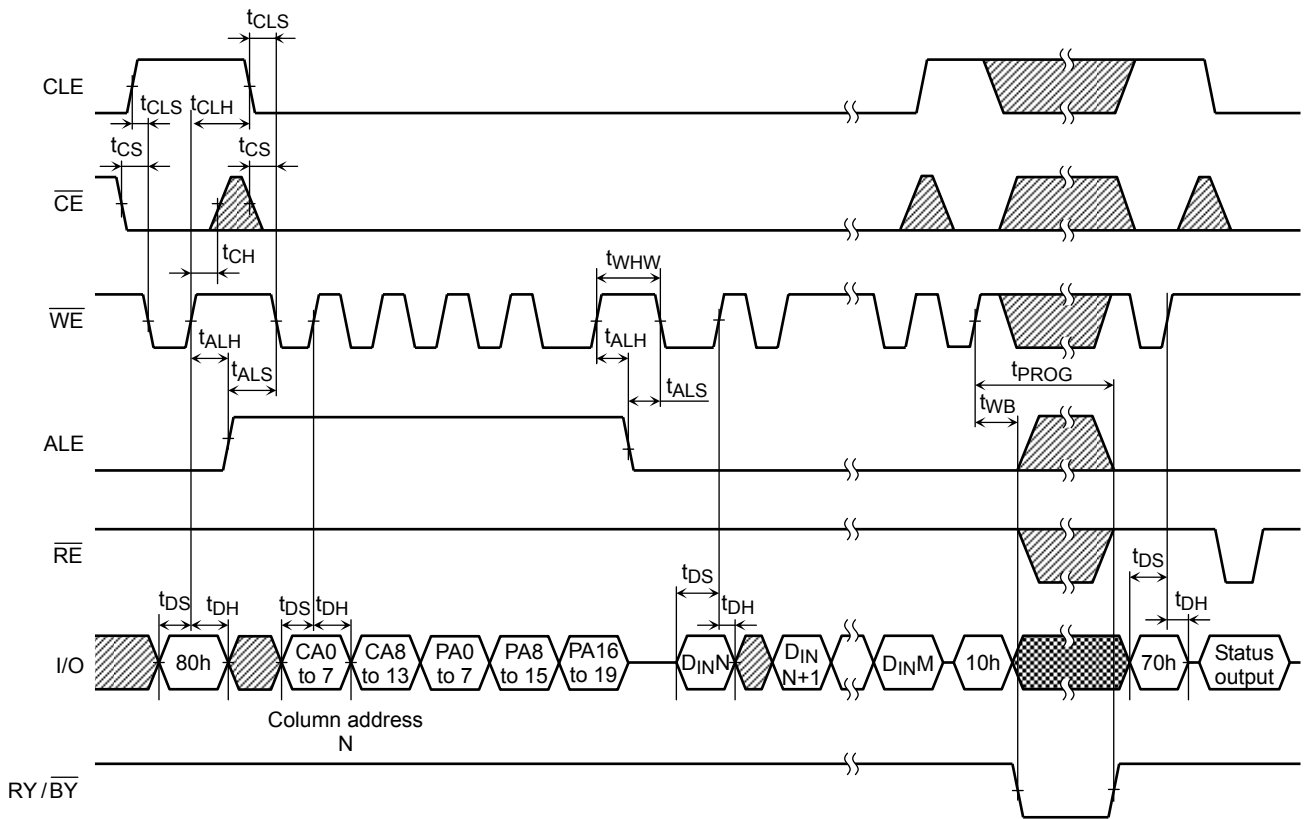 tCLS
CLE
tCLS tCLH
tCS tCS
CE
tCH
tWHW
WE
tALH tALH
tALS tALS
tPROG
tWB
ALE
RE
tDS tDH tDS tDH tDS tDH tDS tDH
I/O
80h
CA0 to 7
CA8 to 13
PA0 to 7
PA8 to 15
PA16 to 19
DINN
DIN N+1
DINM
10h
70h
Status output
Column address
N
RY/BY